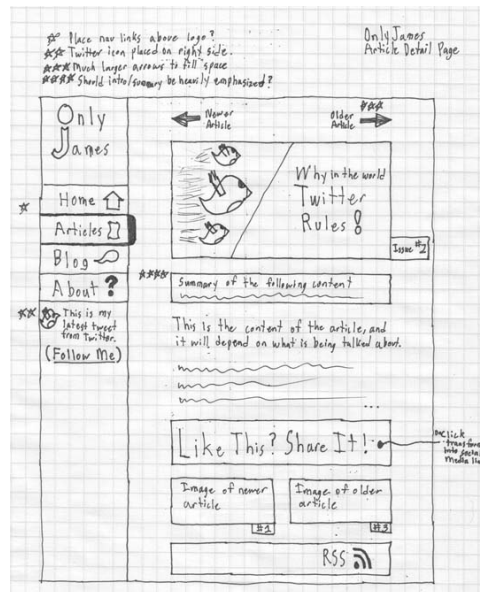 ☆ Place nav links above logo?
☆☆ Twitter icon placed on right side.
☆☆☆ Much larger arrows to fill space
☆☆☆☆ Should intro/summary be heavily emphasized?
Only James
Article Detail Page
Only
James
☆ Home
Articles
Blog
About ?
☆☆ This is my
latest tweet
from Twitter.
(Follow Me)
Newer
Article
☆☆☆
Older
Article
Why in the world
Twitter
Rules!
Issue #2
☆☆☆☆ Summary of the following content
This is the content of the article, and
it will depend on what is being talked about.
...
Like This? Share It!
onclick
transforms
into social
media
Image of newer
article
#1
Image of older
article
#3
RSS